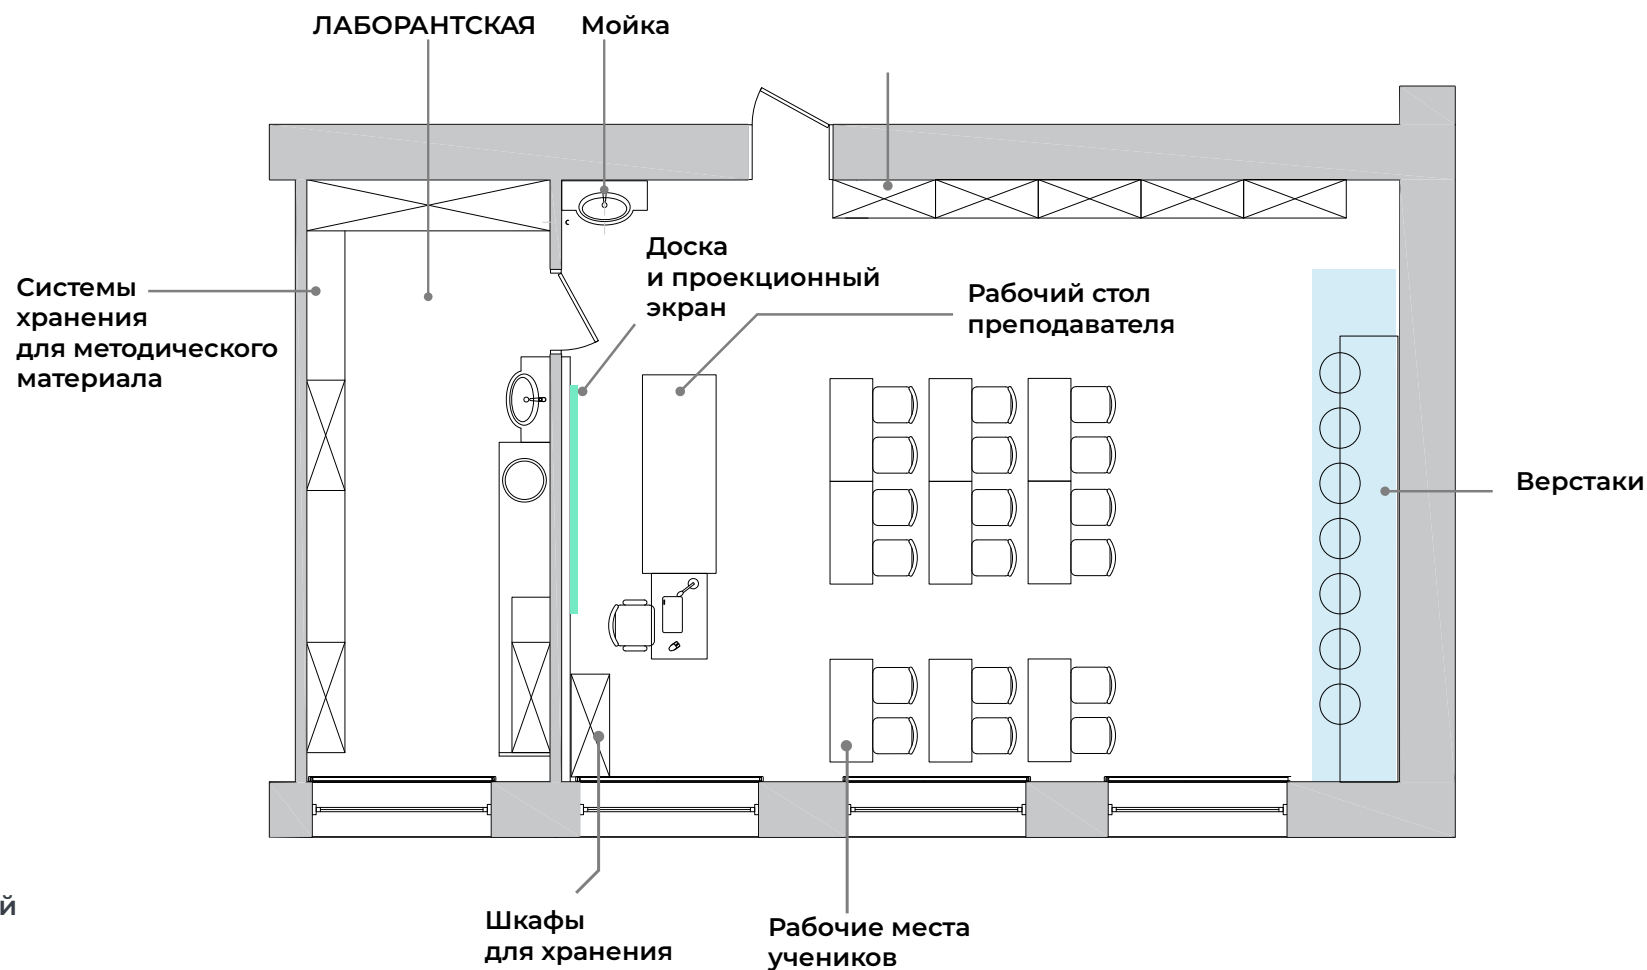 ЛАБОРАНТСКАЯ
Мойка
Доска
и проекционный
экран
Системы
хранения
для методического
материала
Рабочий стол
преподавателя
Верстаки
й
Шкафы
для хранения
Рабочие места
учеников